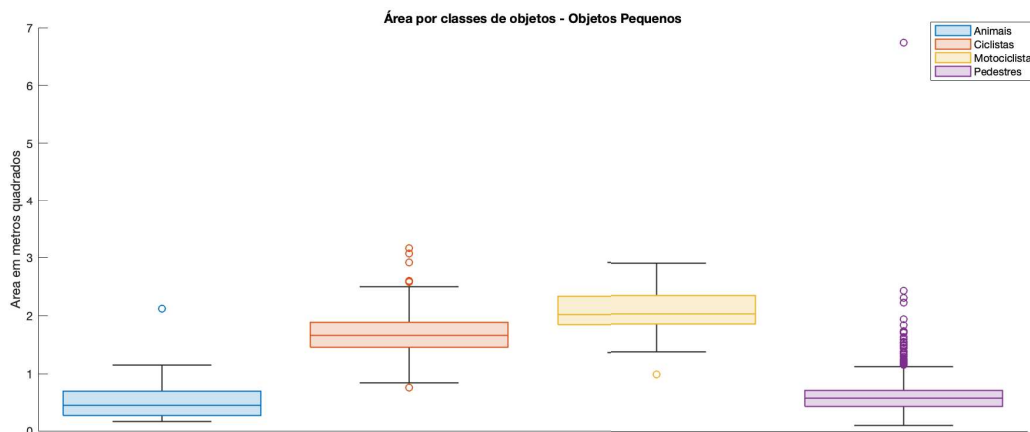 Área por classes de objetos - Objetos Pequenos
Animais
Ciclistas
Motociclista
Pedestres
Área em metros quadrados
7
6
5
4
3
2
1
0